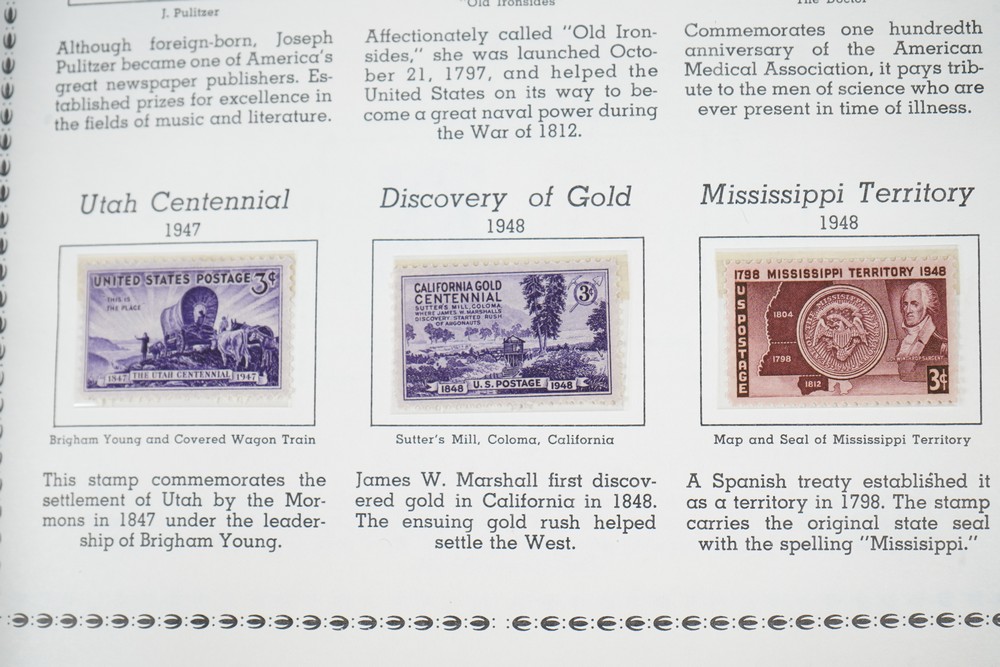 J. Pulitzer
"Old Ironsides
The Doctor
Although foreign-born, Joseph
Pulitzer became one of America's
great newspaper publishers. Es-
tablished prizes for excellence in
the fields of music and literature.
Affectionately called "Old Iron-
sides," she was launched Octo-
ber 21, 1797, and helped the
United States on its way to be-
come a great naval power during
the War of 1812.
Commemorates one hundredth
anniversary of the American
Medical Association, it pays trib-
ute to the men of science who are
ever present in time of illness.
Utah Centennial
1947
UNITED STATES POSTAGE 3¢
THIS IS
THE PLACE
1847 THE UTAH CENTENNIAL 1947
Brigham Young and Covered Wagon Train
This stamp commemorates the
settlement of Utah by the Mor-
mons in 1847 under the leader-
ship of Brigham Young.
Discovery of Gold
1948
CALIFORNIA GOLD
CENTENNIAL
3¢
SUTTER'S MILL, COLOMA,
WHERE JAMES W. MARSHALL'S
DISCOVERY STARTED RUSH
OF ARGONAUTS
1848 U.S. POSTAGE 1948
Sutter's Mill, Coloma, California
James W. Marshall first discov-
ered gold in California in 1848.
The ensuing gold rush helped
settle the West.
Mississippi Territory
1948
1798 MISSISSIPPI TERRITORY 1948
US POSTAGE
1804
1798
1812
WINTHROP SARGENT
3¢
Map and Seal of Mississippi Territory
A Spanish treaty established it
as a territory in 1798. The stamp
carries the original state seal
with the spelling "Missisippi."